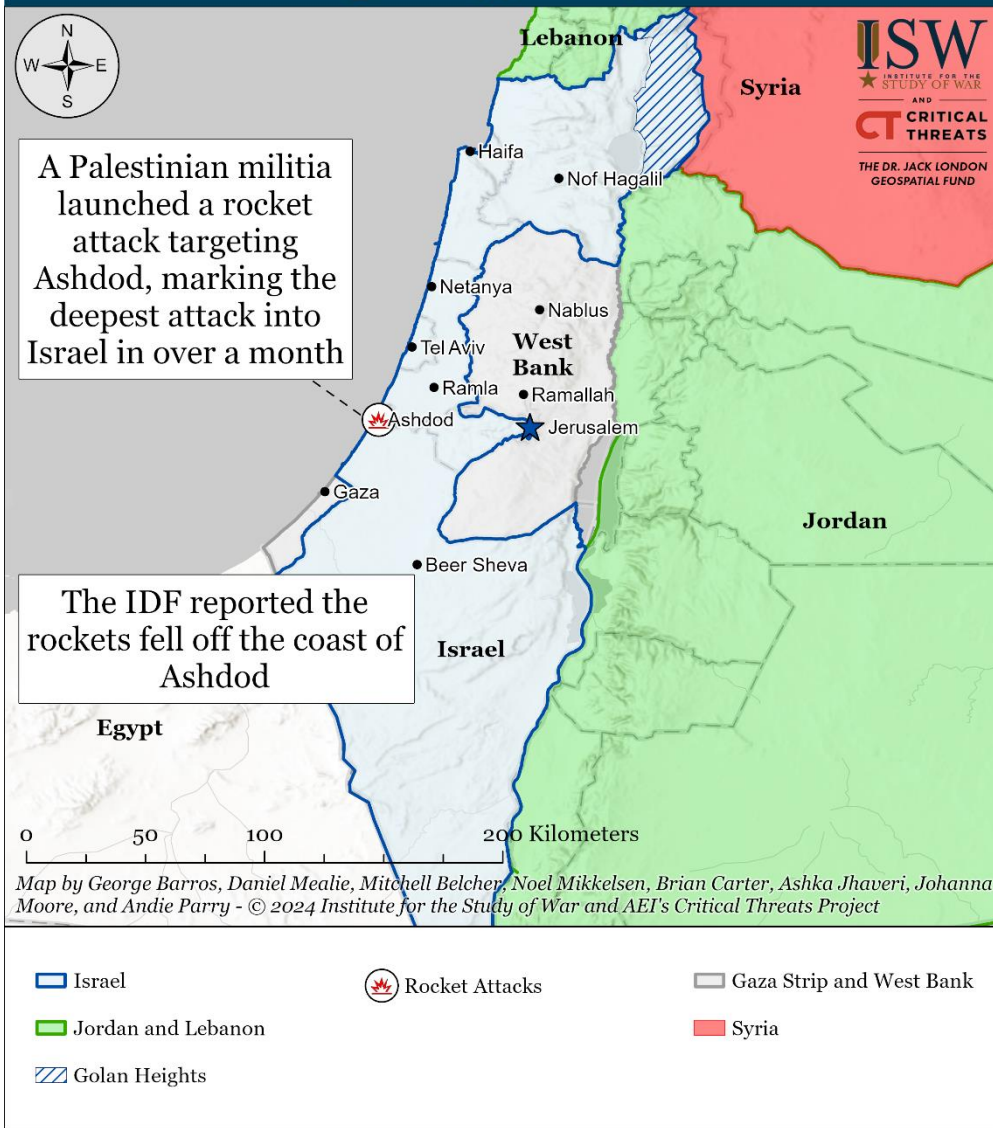 N
W
E
S
Lebanon
ISW
INSTITUTE FOR THE
STUDY OF WAR
AND
CT CRITICAL
THREATS
THE DR. JACK LONDON
GEOSPATIAL FUND
Syria
A Palestinian militia
launched a rocket
attack targeting
Ashdod, marking the
deepest attack into
Israel in over a month
Haifa
Nof Hagalil
Netanya
Nablus
West
Bank
Tel Aviv
Ramla
Ramallah
Ashdod
Jerusalem
Gaza
Jordan
Beer Sheva
The IDF reported the
rockets fell off the coast of
Ashdod
Israel
Egypt
0 50 100 200 Kilometers
Map by George Barros, Daniel Mealie, Mitchell Belcher, Noel Mikkelsen, Brian Carter, Ashka Jhaveri, Johanna
Moore, and Andie Parry - © 2024 Institute for the Study of War and AEI's Critical Threats Project
Israel
Rocket Attacks
Gaza Strip and West Bank
Jordan and Lebanon
Syria
Golan Heights